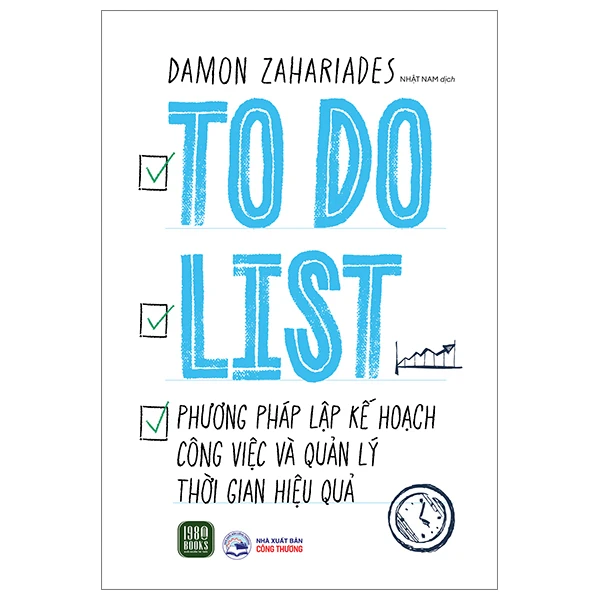 DAMON ZAHARIADES
NHẬT NAM dịch
TO DO
LIST
PHƯƠNG PHÁP LẬP KẾ HOẠCH
CÔNG VIỆC VÀ QUẢN LÝ
THỜI GIAN HIỆU QUẢ
1980
BOOKS
NHÀ XUẤT BẢN
CÔNG THƯƠNG